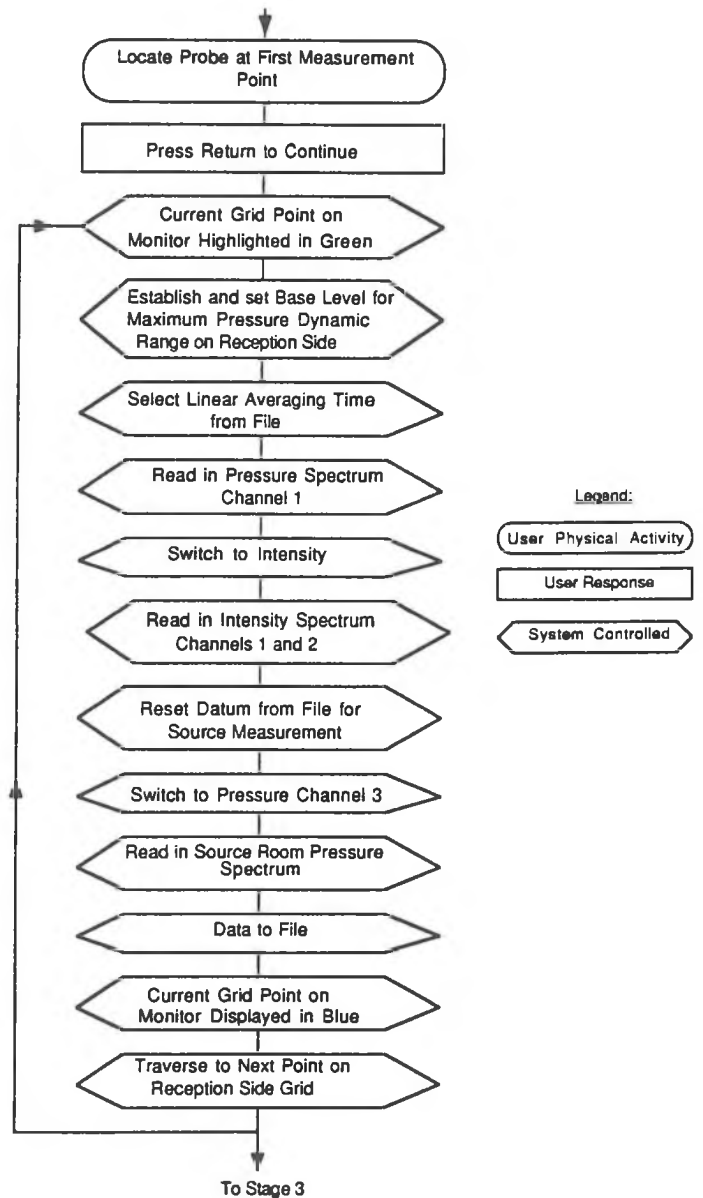 Locate Probe at First Measurement
Point
Press Return to Continue
Current Grid Point on
Monitor Highlighted in Green
Establish and set Base Level for
Maximum Pressure Dynamic
Range on Reception Side
Select Linear Averaging Time
from File
Read in Pressure Spectrum
Channel 1
Switch to Intensity
Read in Intensity Spectrum
Channels 1 and 2
Reset Datum from File for
Source Measurement
Switch to Pressure Channel 3
Read in Source Room Pressure
Spectrum
Data to File
Current Grid Point on
Monitor Displayed in Blue
Traverse to Next Point on
Reception Side Grid
To Stage 3
Legend:
User Physical Activity
User Response
System Controlled